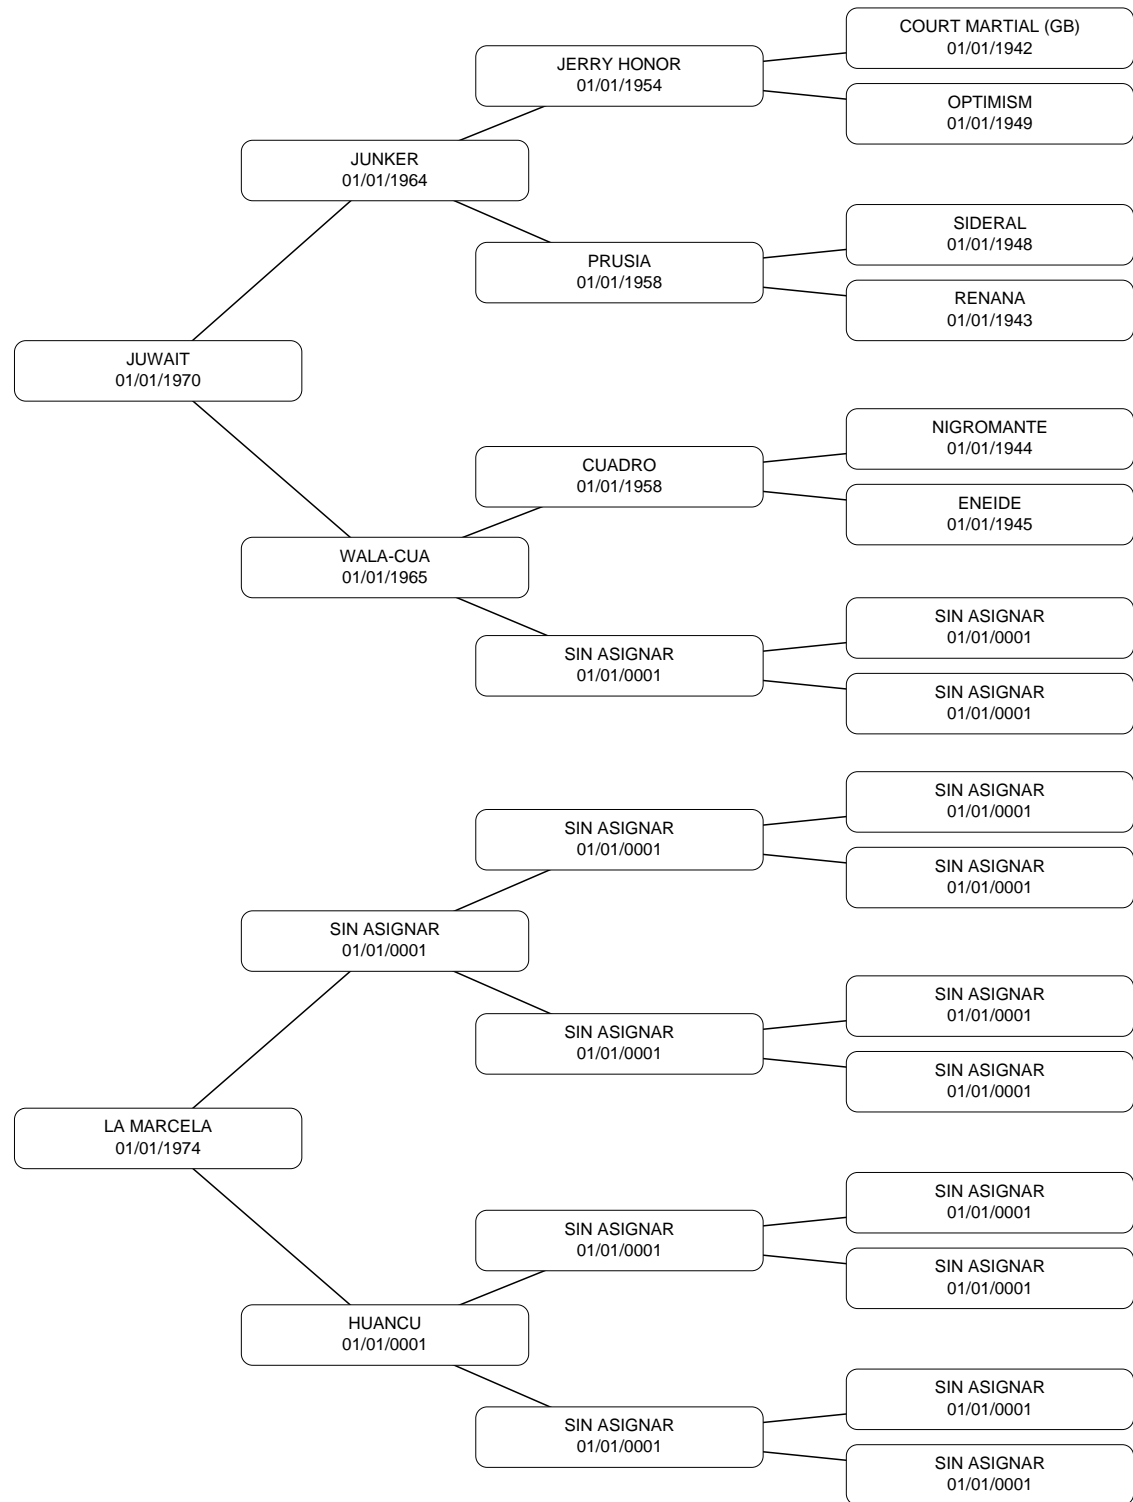 COURT MARTIAL (GB)
01/01/1942
JERRY HONOR
01/01/1954
OPTIMISM
01/01/1949
JUNKER
01/01/1964
SIDERAL
01/01/1948
PRUSIA
01/01/1958
RENANA
01/01/1943
JUWAIT
01/01/1970
NIGROMANTE
01/01/1944
CUADRO
01/01/1958
ENEIDE
01/01/1945
WALA-CUA
01/01/1965
SIN ASIGNAR
01/01/0001
SIN ASIGNAR
01/01/0001
SIN ASIGNAR
01/01/0001
SIN ASIGNAR
01/01/0001
SIN ASIGNAR
01/01/0001
SIN ASIGNAR
01/01/0001
SIN ASIGNAR
01/01/0001
SIN ASIGNAR
01/01/0001
SIN ASIGNAR
01/01/0001
SIN ASIGNAR
01/01/0001
LA MARCELA
01/01/1974
SIN ASIGNAR
01/01/0001
SIN ASIGNAR
01/01/0001
SIN ASIGNAR
01/01/0001
HUANCU
01/01/0001
SIN ASIGNAR
01/01/0001
SIN ASIGNAR
01/01/0001
SIN ASIGNAR
01/01/0001